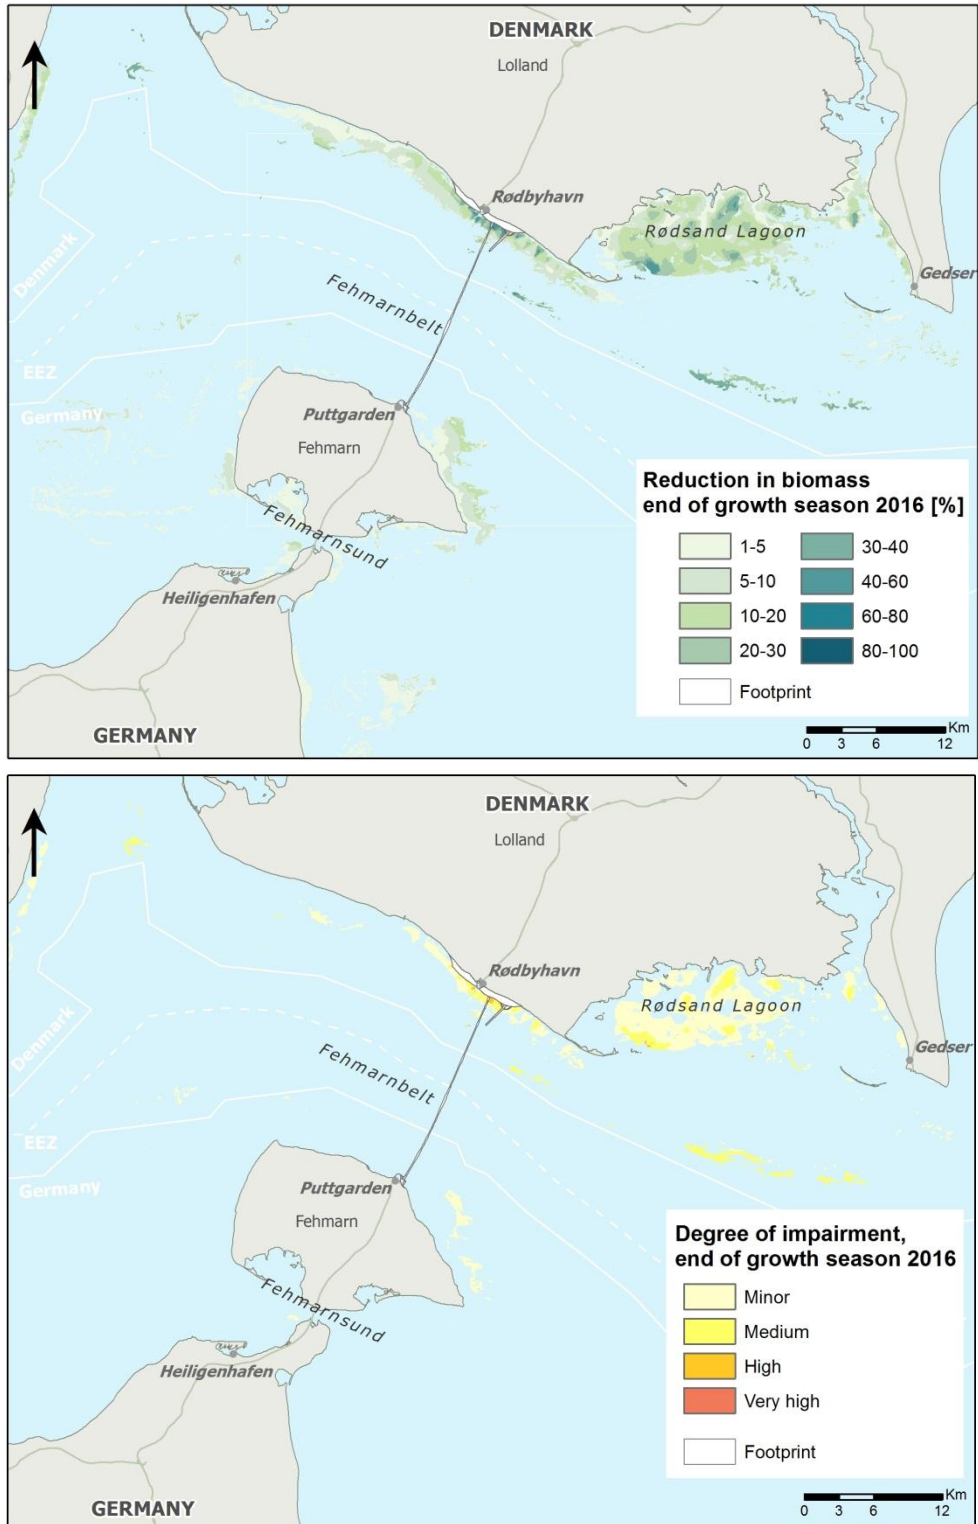 DENMARK
Lolland
Rødbyhavn
Rødsand Lagoon
Gedser
Denmark
Fehmarnbelt
EEZ
Germany
Puttgarden
Fehmarn
Fehmarnsund
Heiligenhafen
GERMANY
Reduction in biomass
end of growth season 2016 [%]
1-5 30-40
5-10 40-60
10-20 60-80
20-30 80-100
Footprint
Km
0 3 6 12
DENMARK
Lolland
Rødbyhavn
Rødsand Lagoon
Gedser
Denmark
Fehmarnbelt
EEZ
Germany
Puttgarden
Fehmarn
Fehmarnsund
Heiligenhafen
GERMANY
Degree of impairment,
end of growth season 2016
Minor
Medium
High
Very high
Footprint
Km
0 3 6 12